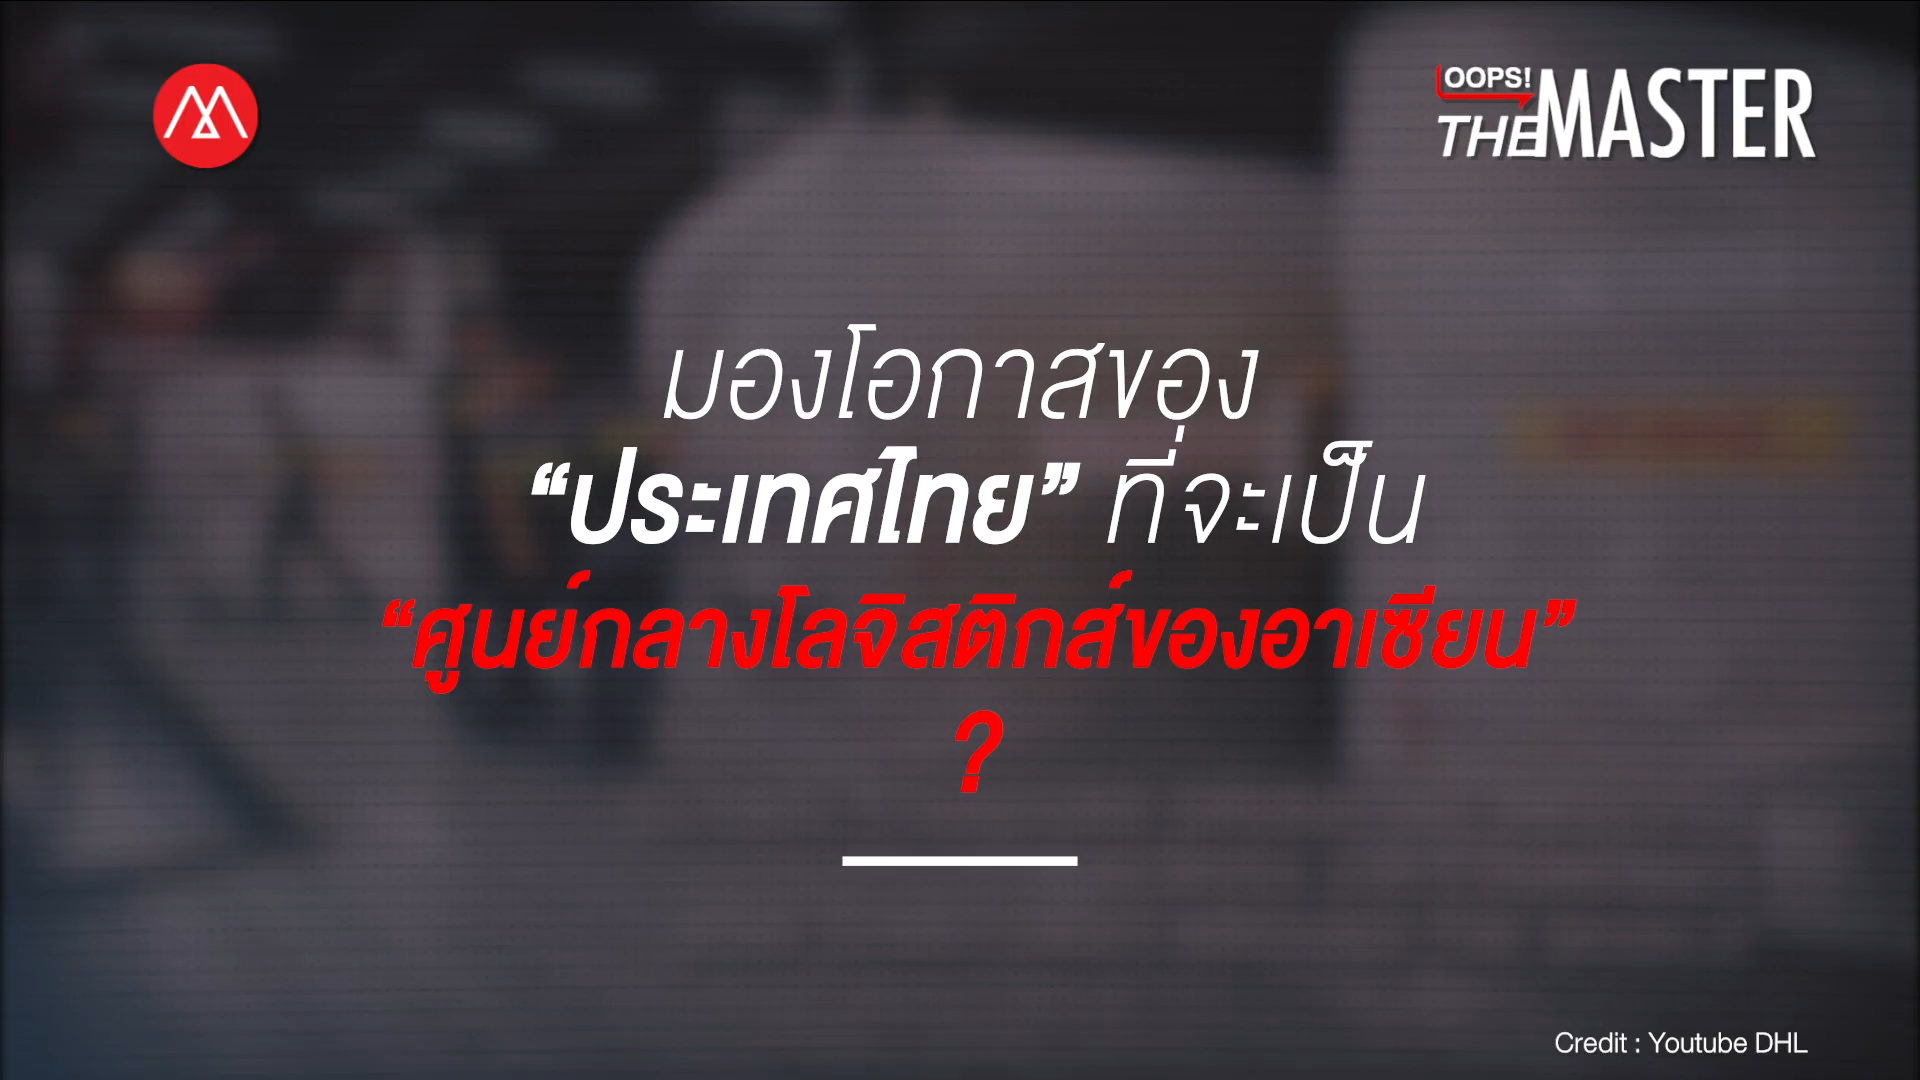 OOPS!
THE MASTER
มองโอกาสของ
“ประเทศไทย” ที่จะเป็น
“ศูนย์กลางโลจิสติกส์ของอาเซียน”
?
Credit : Youtube DHL